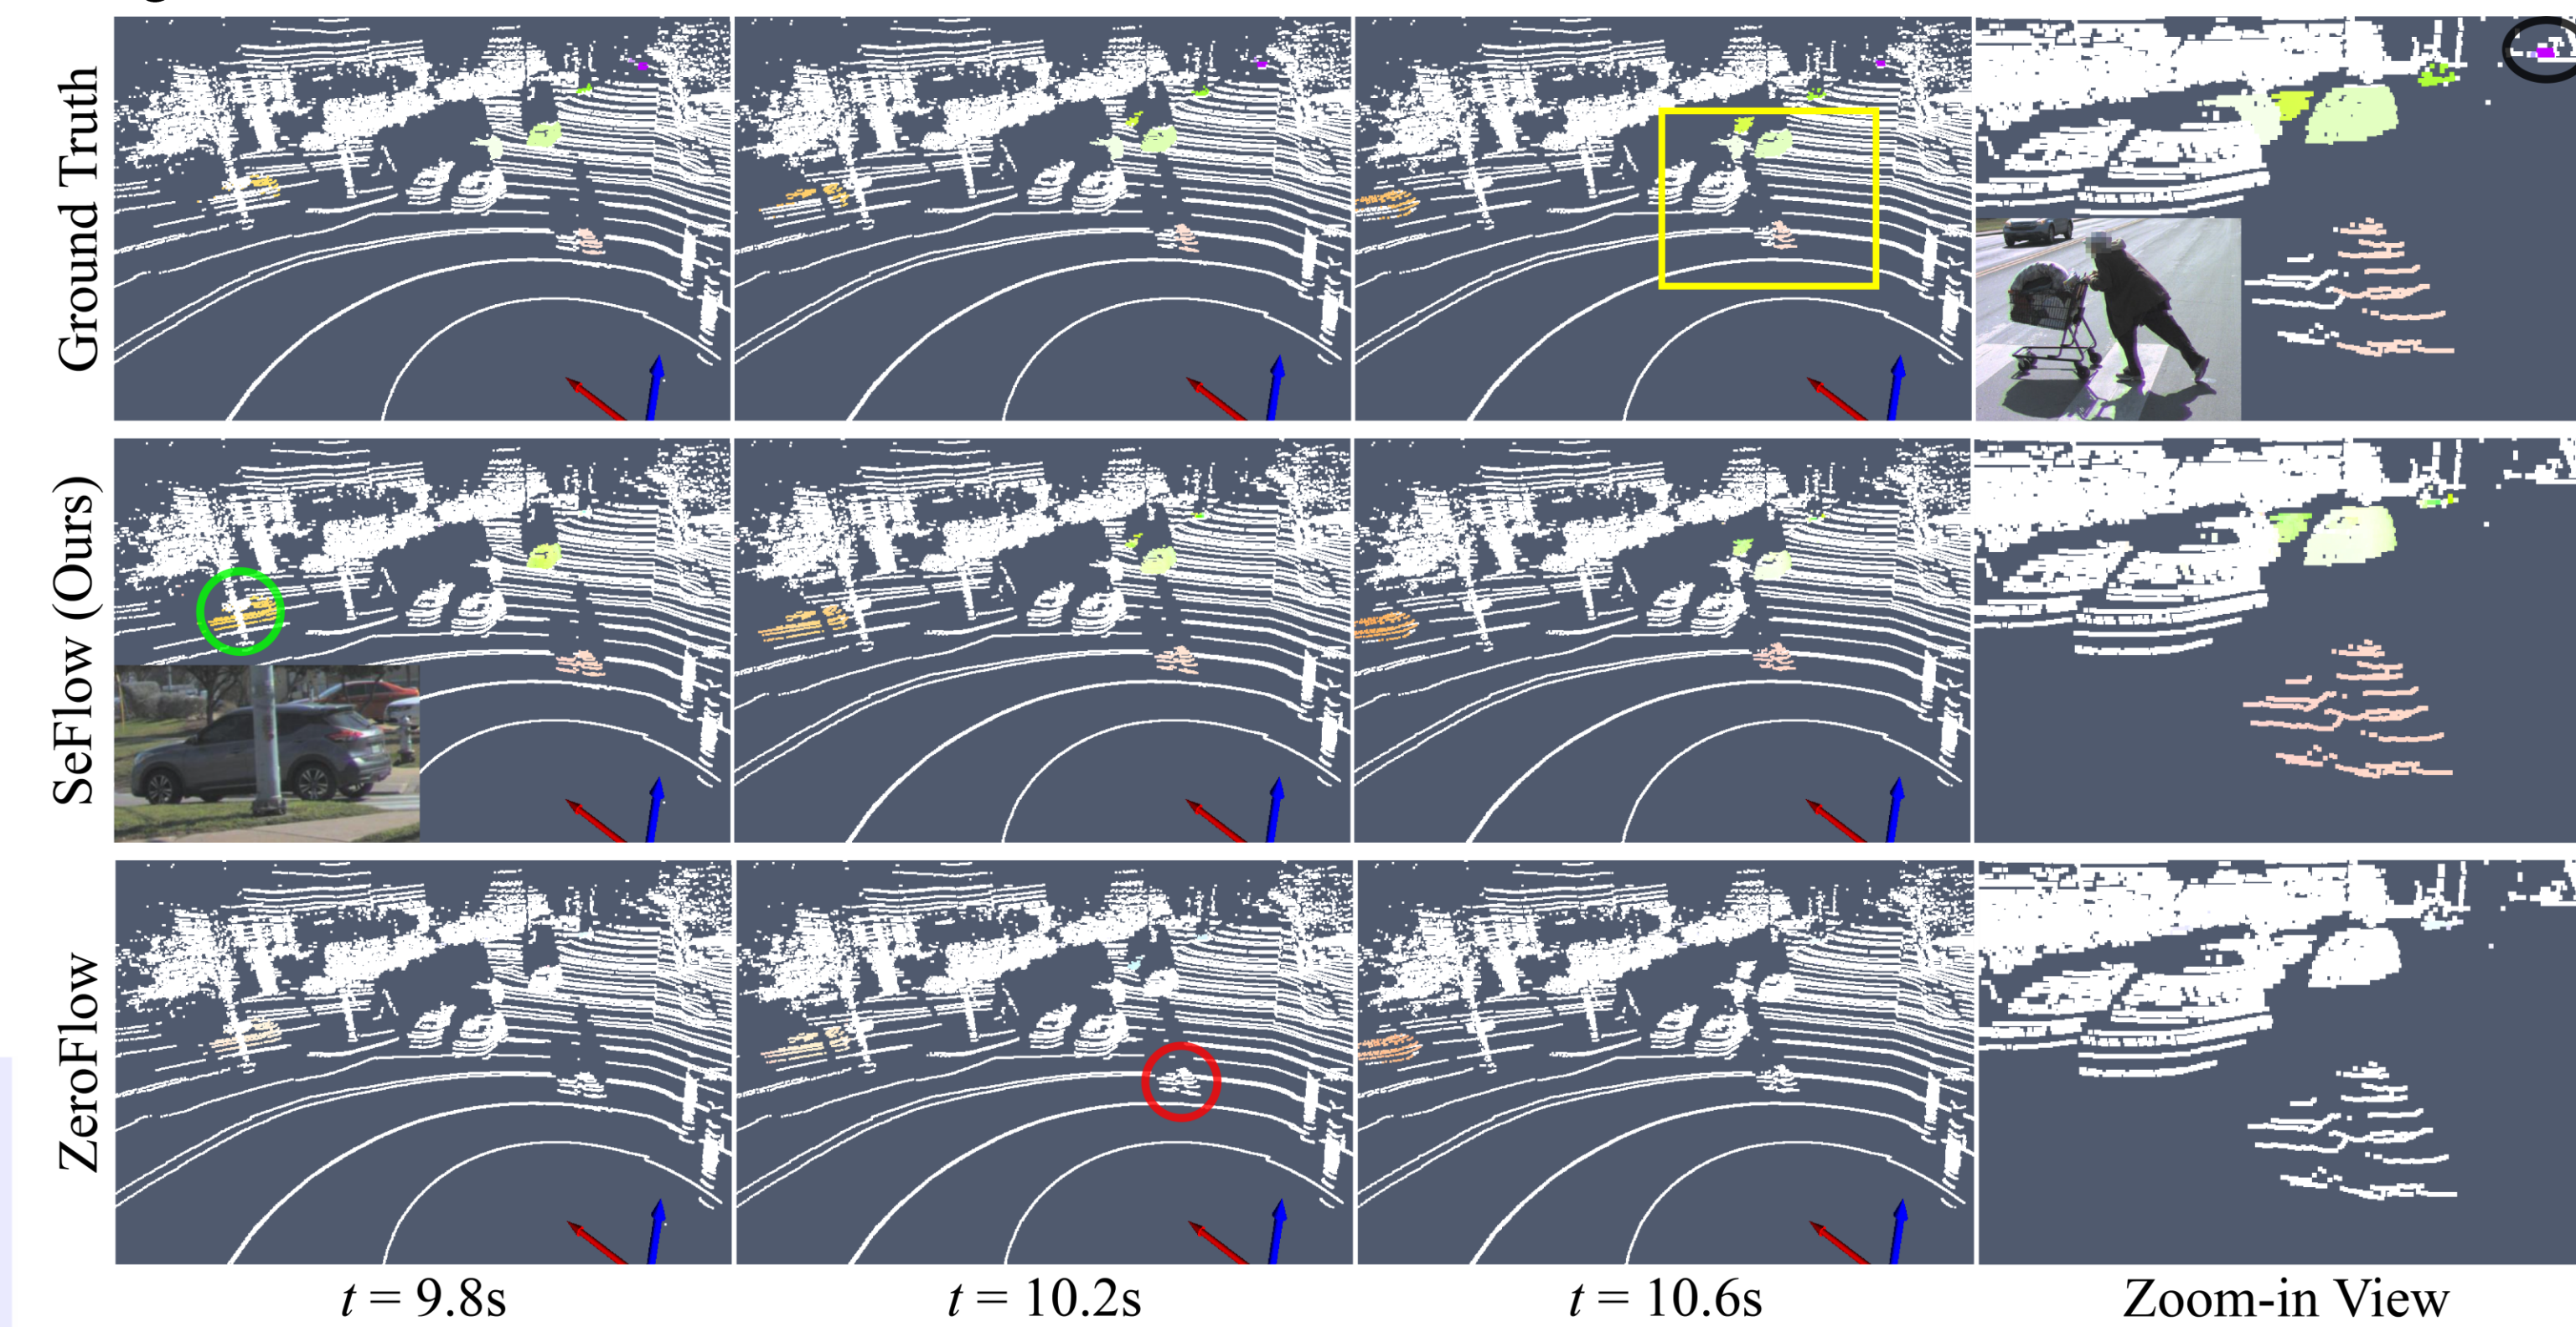 Ground Truth
SeFlow (Ours)
ZeroFlow
t = 9.8s
t = 10.2s
t = 10.6s
Zoom-in View